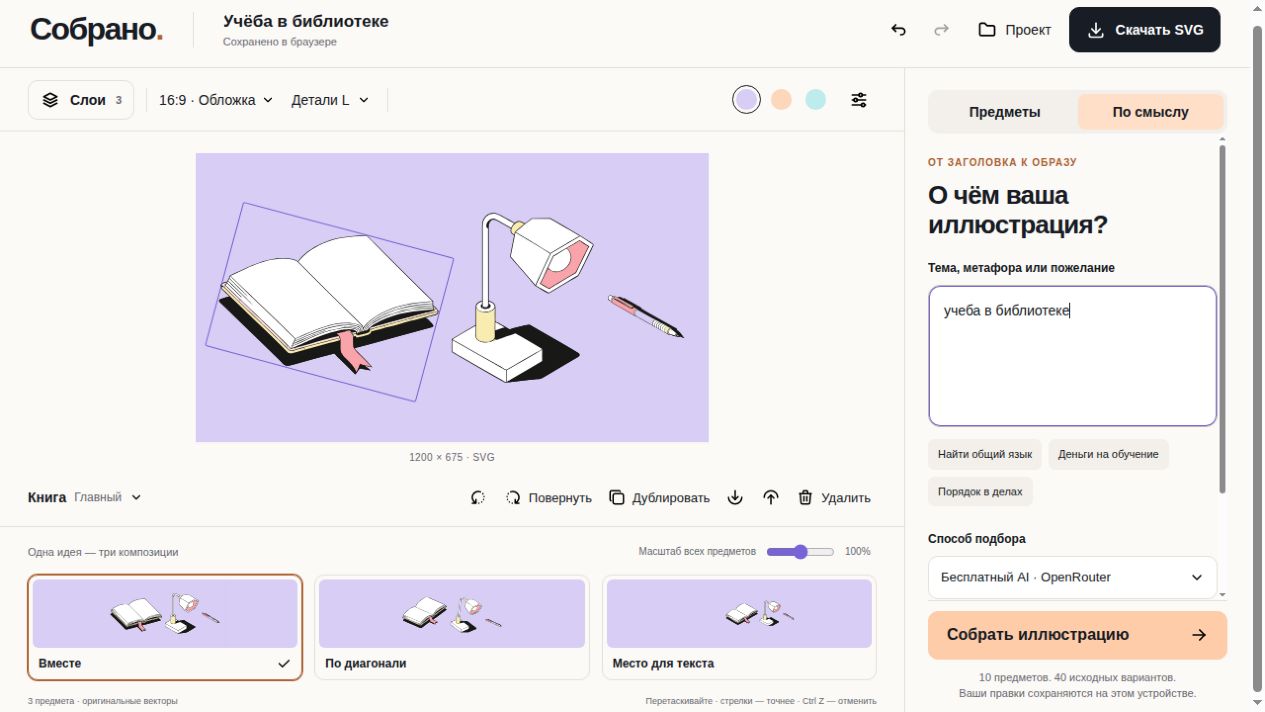 Собрано.
Учёба в библиотеке
Сохранено в браузере
Проект
Скачать SVG
Слои 3
16:9 · Обложка
Детали L
1200 × 675 · SVG
Книга Главный
Повернуть
Дублировать
Удалить
Одна идея — три композиции
Масштаб всех предметов 100%
Вместе
По диагонали
Место для текста
3 предмета · оригинальные векторы
Перетаскивайте · стрелки — точнее · Ctrl Z — отменить
Предметы
По смыслу
ОТ ЗАГОЛОВКА К ОБРАЗУ
О чём ваша
иллюстрация?
Тема, метафора или пожелание
учеба в библиотеке
Найти общий язык
Деньги на обучение
Порядок в делах
Способ подбора
Бесплатный AI · OpenRouter
Собрать иллюстрацию
10 предметов. 40 исходных вариантов.
Ваши правки сохраняются на этом устройстве.